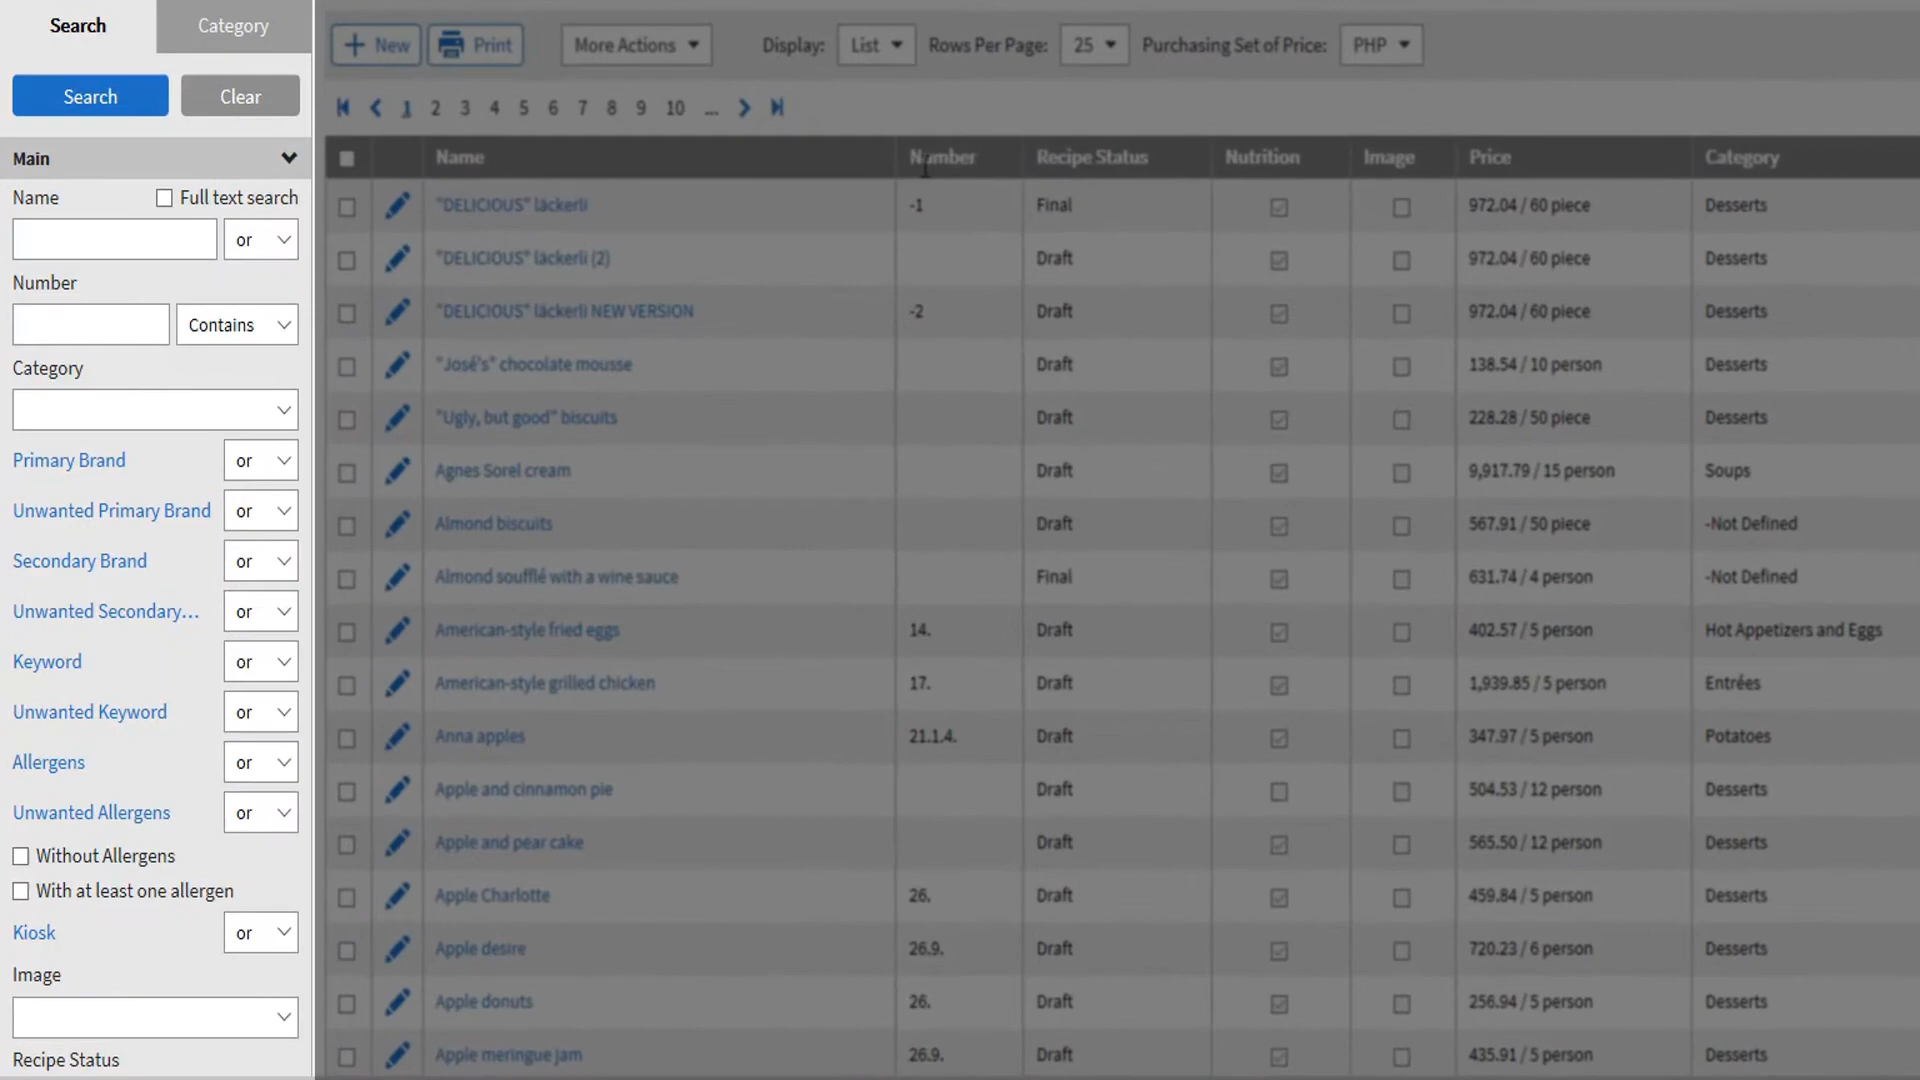 Search
Category
Search
Clear
Main
Name
Full text search
or
Number
Contains
Category
Primary Brand
or
Unwanted Primary Brand
or
Secondary Brand
or
Unwanted Secondary...
or
Keyword
or
Unwanted Keyword
or
Allergens
or
Unwanted Allergens
or
Without Allergens
With at least one allergen
Kiosk
or
Image
Recipe Status
New
Print
More Actions
Display: List
Rows Per Page: 25
Purchasing Set of Price: PHP
1 2 3 4 5 6 7 8 9 10 ...
Name Number Recipe Status Nutrition Image Price Category
"DELICIOUS" läckerli -1 Final 972.04 / 60 piece Desserts
"DELICIOUS" läckerli (2) Draft 972.04 / 60 piece Desserts
"DELICIOUS" läckerli NEW VERSION -2 Draft 972.04 / 60 piece Desserts
"José's" chocolate mousse Draft 138.54 / 10 person Desserts
"Ugly, but good" biscuits Draft 228.28 / 50 piece Desserts
Agnes Sorel cream Draft 9,917.79 / 15 person Soups
Almond biscuits Draft 567.91 / 50 piece -Not Defined
Almond soufflé with a wine sauce Final 631.74 / 4 person -Not Defined
American-style fried eggs 14. Draft 402.57 / 5 person Hot Appetizers and Eggs
American-style grilled chicken 17. Draft 1,939.85 / 5 person Entrées
Anna apples 21.1.4. Draft 347.97 / 5 person Potatoes
Apple and cinnamon pie Draft 504.53 / 12 person Desserts
Apple and pear cake Draft 565.50 / 12 person Desserts
Apple Charlotte 26. Draft 459.84 / 5 person Desserts
Apple desire 26.9. Draft 720.23 / 6 person Desserts
Apple donuts 26. Draft 256.94 / 5 person Desserts
Apple meringue jam 26.9. Draft 435.91 / 5 person Desserts